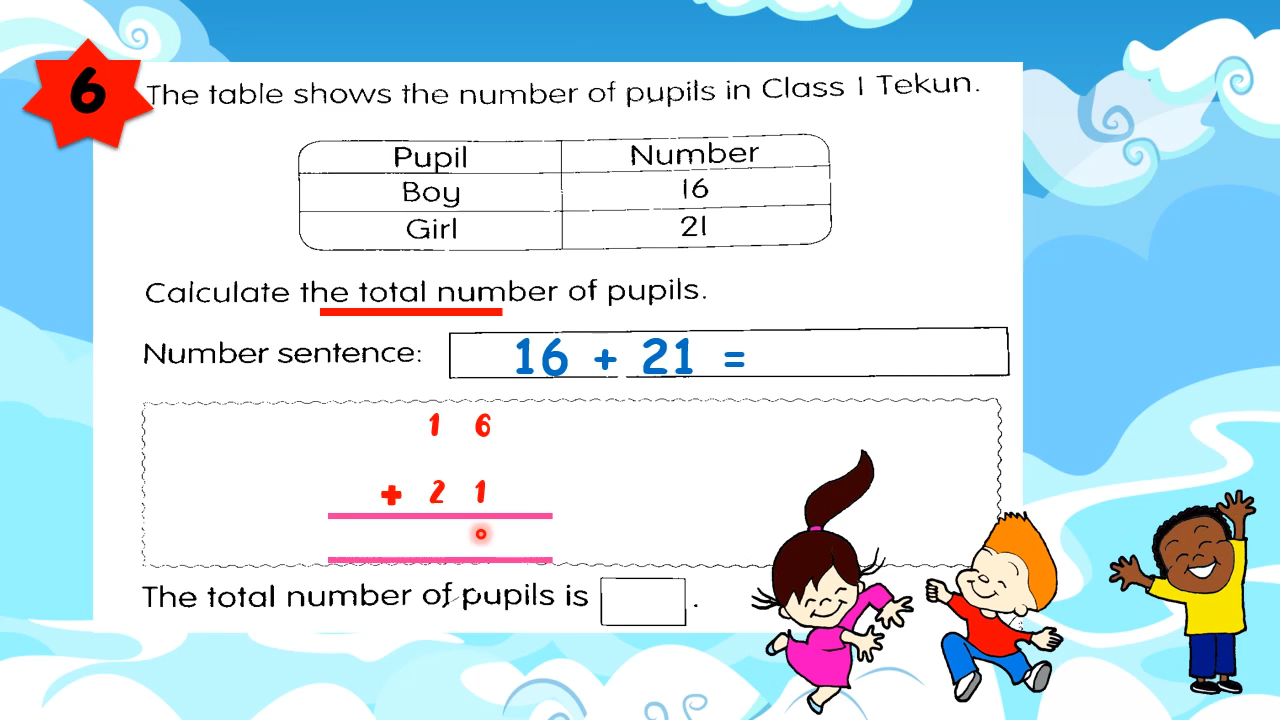 6
The table shows the number of pupils in Class 1 Tekun.
Pupil Number
Boy 16
Girl 21
Calculate the total number of pupils.
Number sentence: 16 + 21 =
1 6
+ 2 1
The total number of pupils is .